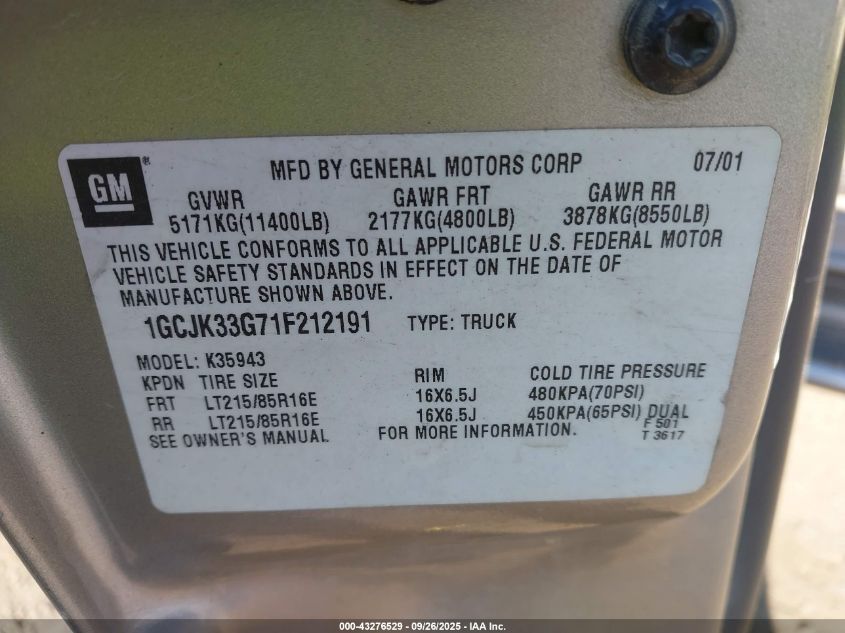 GM® MFD BY GENERAL MOTORS CORP 07/01
GVWR GAWR FRT GAWR RR
5171KG(11400LB) 2177KG(4800LB) 3878KG(8550LB)
THIS VEHICLE CONFORMS TO ALL APPLICABLE U.S. FEDERAL MOTOR
VEHICLE SAFETY STANDARDS IN EFFECT ON THE DATE OF
MANUFACTURE SHOWN ABOVE.
1GCJK33G71F212191 TYPE: TRUCK
MODEL: K35943
KPDN TIRE SIZE RIM COLD TIRE PRESSURE
FRT LT215/85R16E 16X6.5J 480KPA(70PSI)
RR LT215/85R16E 16X6.5J 450KPA(65PSI) DUAL
SEE OWNER'S MANUAL FOR MORE INFORMATION. F 501
T 3617
000-43276529 - 09/26/2025 - IAA Inc.